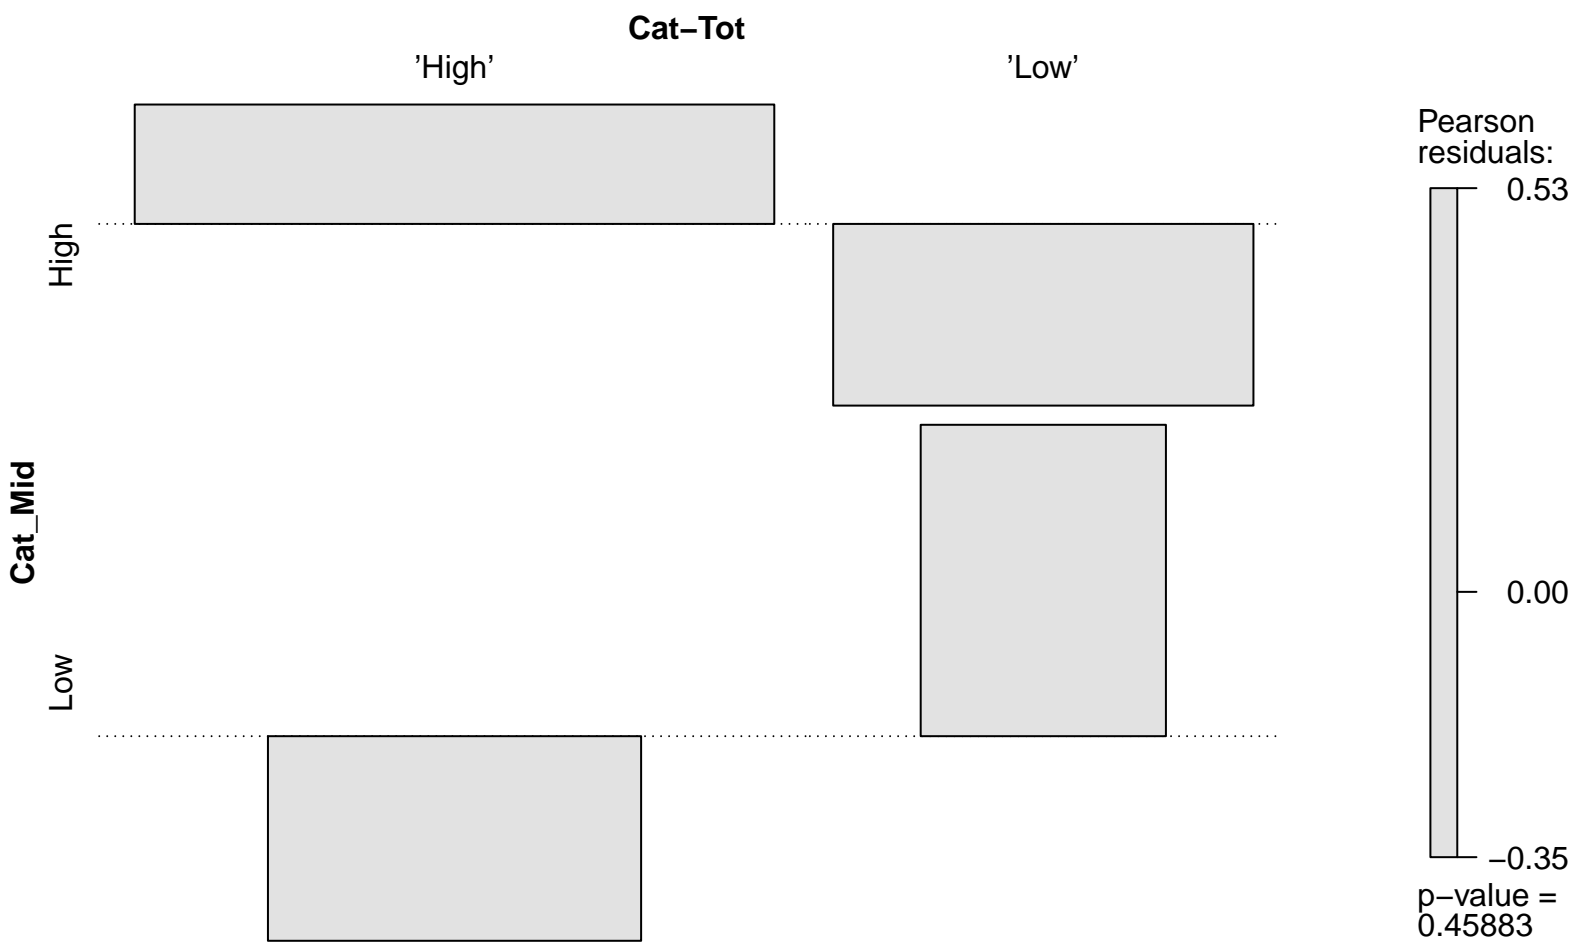 Cat−Tot
’High’ ’Low’
Cat_Mid
High
Low
Pearson
residuals:
0.53
0.00
−0.35
p−value =
0.45883